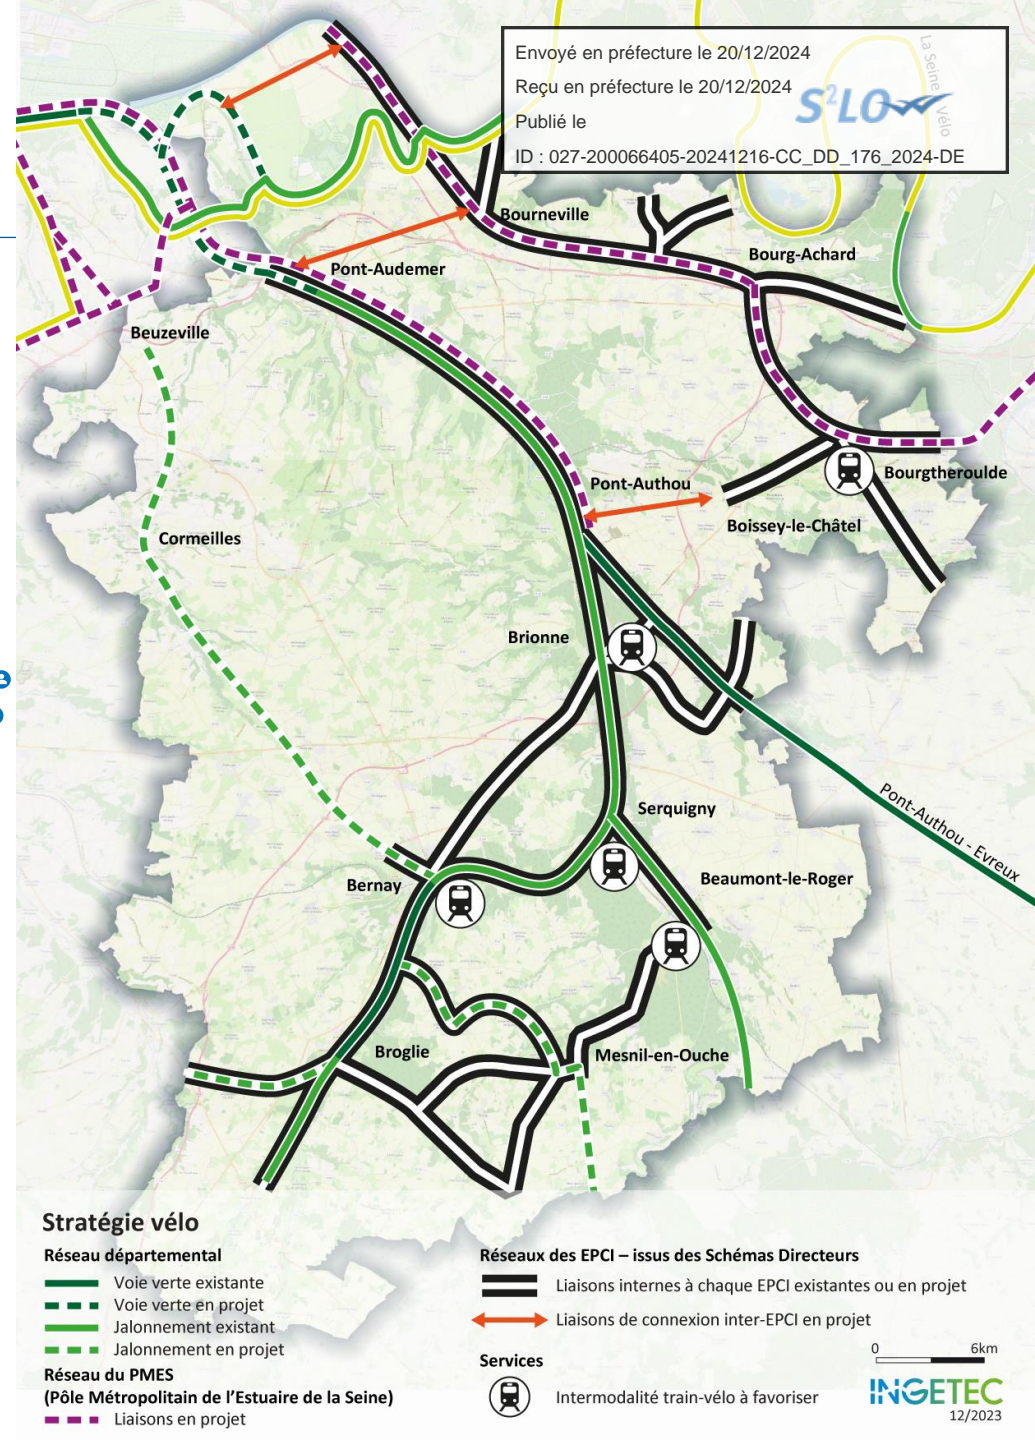 Envoyé en préfecture le 20/12/2024
Reçu en préfecture le 20/12/2024
Publié le
S²LO
ID : 027-200066405-20241216-CC_DD_176_2024-DE
La Seine à Vélo
Bourneville
Bourg-Achard
Pont-Audemer
Beuzeville
Pont-Authou
Bourgtheroulde
Boissey-le-Châtel
Cormeilles
Brionne
Serquigny
Pont-Authou - Evreux
Bernay
Beaumont-le-Roger
Broglie
Mesnil-en-Ouche
Stratégie vélo
Réseau départemental
Voie verte existante
Voie verte en projet
Jalonnement existant
Jalonnement en projet
Réseau du PMES
(Pôle Métropolitain de l'Estuaire de la Seine)
Liaisons en projet
Réseaux des EPCI – issus des Schémas Directeurs
Liaisons internes à chaque EPCI existantes ou en projet
Liaisons de connexion inter-EPCI en projet
Services
Intermodalité train-vélo à favoriser
0 6km
INGETEC
12/2023